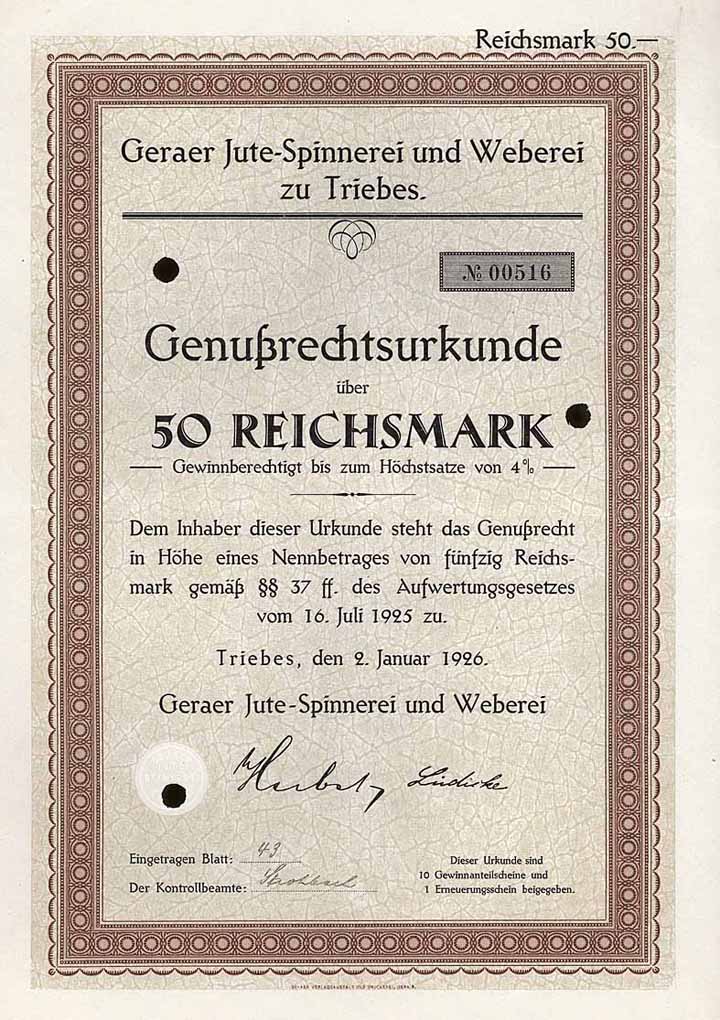 Reichsmark 50.—
Geraer Jute-Spinnerei und Weberei
zu Triebes.
№ 00516
Genußrechtsurkunde
über
50 REICHSMARK
Gewinnberechtigt bis zum Höchstsatze von 4%
Dem Inhaber dieser Urkunde steht das Genußrecht
in Höhe eines Nennbetrages von fünfzig Reichs-
mark gemäß §§ 37 ff. des Aufwertungsgesetzes
vom 16. Juli 1925 zu.
Triebes, den 2. Januar 1926.
Geraer Jute-Spinnerei und Weberei
Herbst, Lüdicke
Eingetragen Blatt: 43
Der Kontrollbeamte:
Dieser Urkunde sind
10 Gewinnanteilscheine und
1 Erneuerungsschein beigegeben.